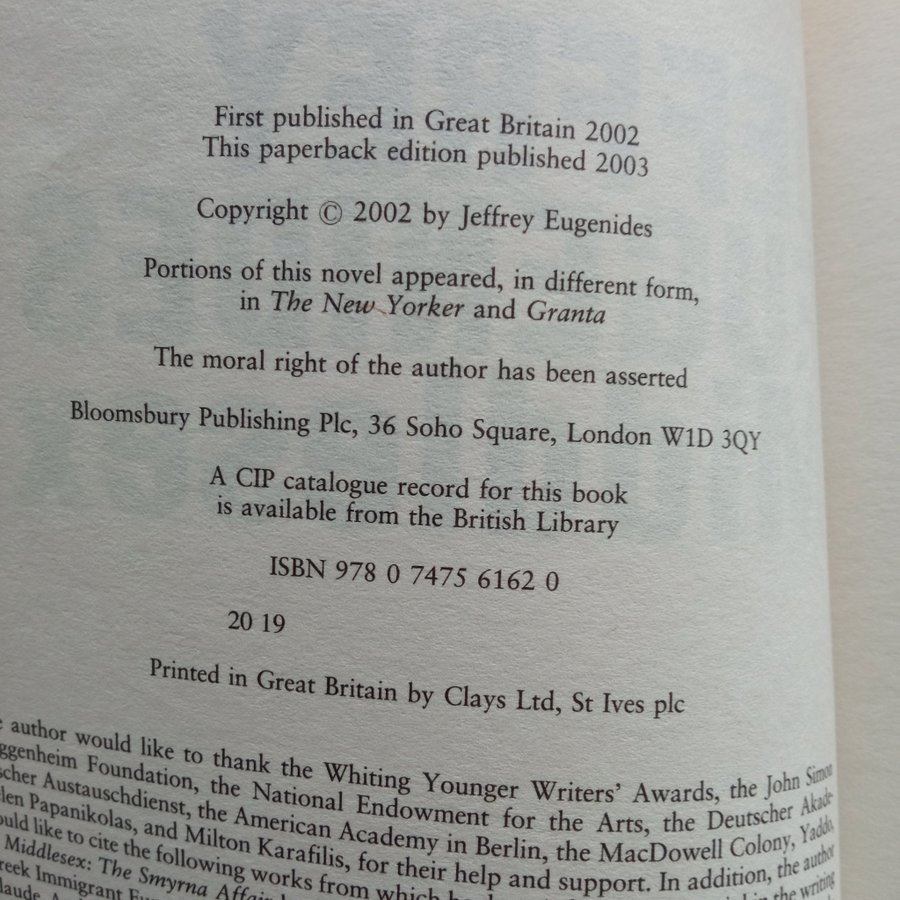 First published in Great Britain 2002
This paperback edition published 2003
Copyright © 2002 by Jeffrey Eugenides
Portions of this novel appeared, in different form,
in The New Yorker and Granta
The moral right of the author has been asserted
Bloomsbury Publishing Plc, 36 Soho Square, London W1D 3QY
A CIP catalogue record for this book
is available from the British Library
ISBN 978 0 7475 6162 0
20 19
Printed in Great Britain by Clays Ltd, St Ives plc
author would like to thank the Whiting Younger Writers' Awards, the John Simon
Foundation, the National Endowment for the Arts, the Deutscher Akade-
Austauschdienst, the American Academy in Berlin, the MacDowell Colony, Yaddo,
Papanikolas, and Milton Karafilis, for their help and support. In addition, the author
like to cite the following works from which
in the writing
Middlesex: The Smyrna Affair
Immigrant